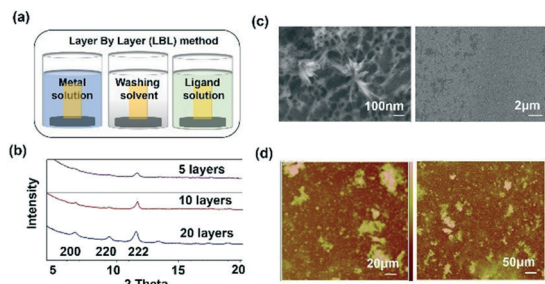 (a)
Layer By Layer (LBL) method
Metal
solution
Washing
solvent
Ligand
solution
(b)
Intensity
5 layers
10 layers
20 layers
200
220
222
5
10
15
20
2 Theta
(c)
100nm
2μm
(d)
20μm
50μm